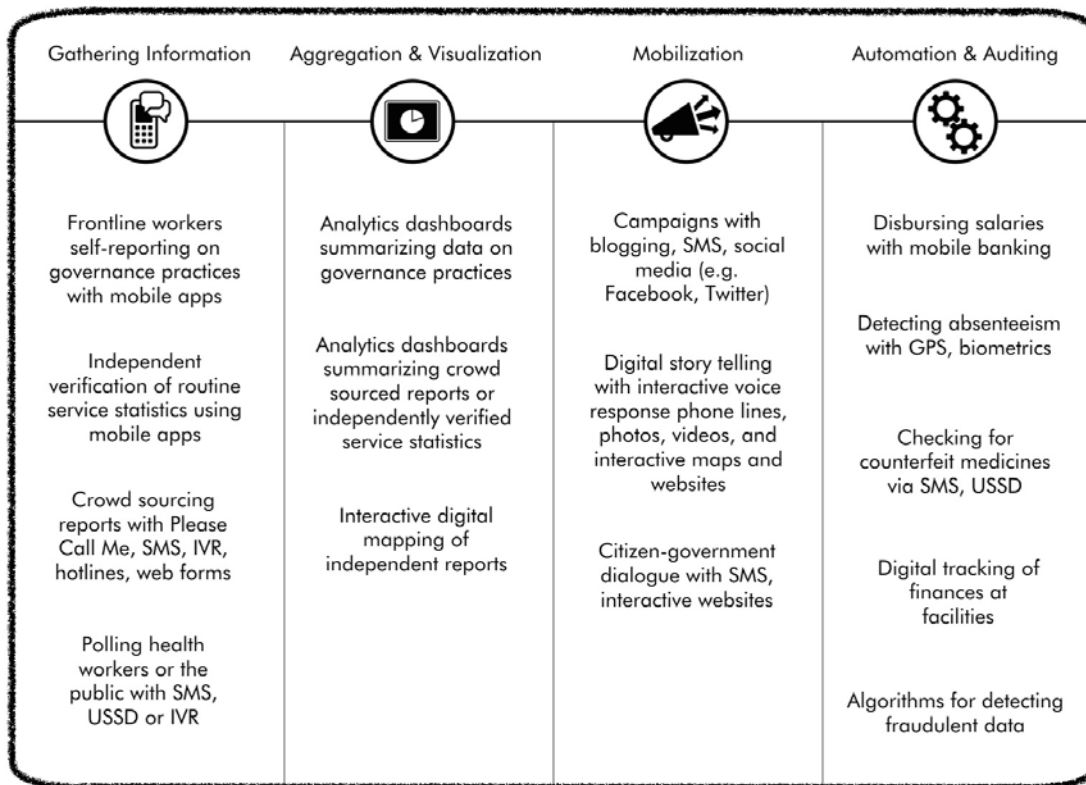 Gathering Information
Aggregation & Visualization
Mobilization
Automation & Auditing
Frontline workers
self-reporting on
governance practices
with mobile apps
Independent
verification of routine
service statistics using
mobile apps
Crowd sourcing
reports with Please
Call Me, SMS, IVR,
hotlines, web forms
Polling health
workers or the
public with SMS,
USSD or IVR
Analytics dashboards
summarizing data on
governance practices
Analytics dashboards
summarizing crowd
sourced reports or
independently verified
service statistics
Interactive digital
mapping of
independent reports
Campaigns with
blogging, SMS, social
media (e.g.
Facebook, Twitter)
Digital story telling
with interactive voice
response phone lines,
photos, videos, and
interactive maps and
websites
Citizen-government
dialogue with SMS,
interactive websites
Disbursing salaries
with mobile banking
Detecting absenteeism
with GPS, biometrics
Checking for
counterfeit medicines
via SMS, USSD
Digital tracking of
finances at
facilities
Algorithms for detecting
fraudulent data